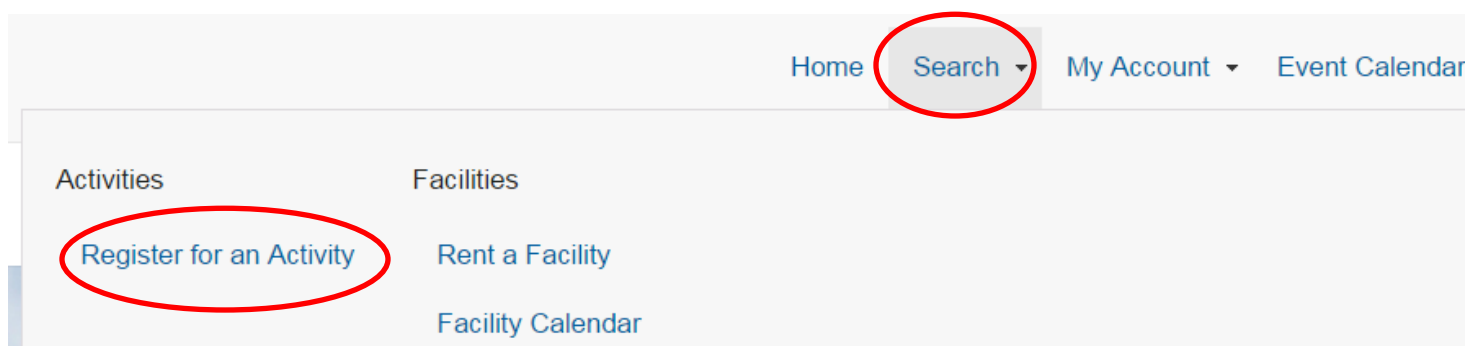 Home Search My Account Event Calendar
Activities Facilities
Register for an Activity Rent a Facility
Facility Calendar